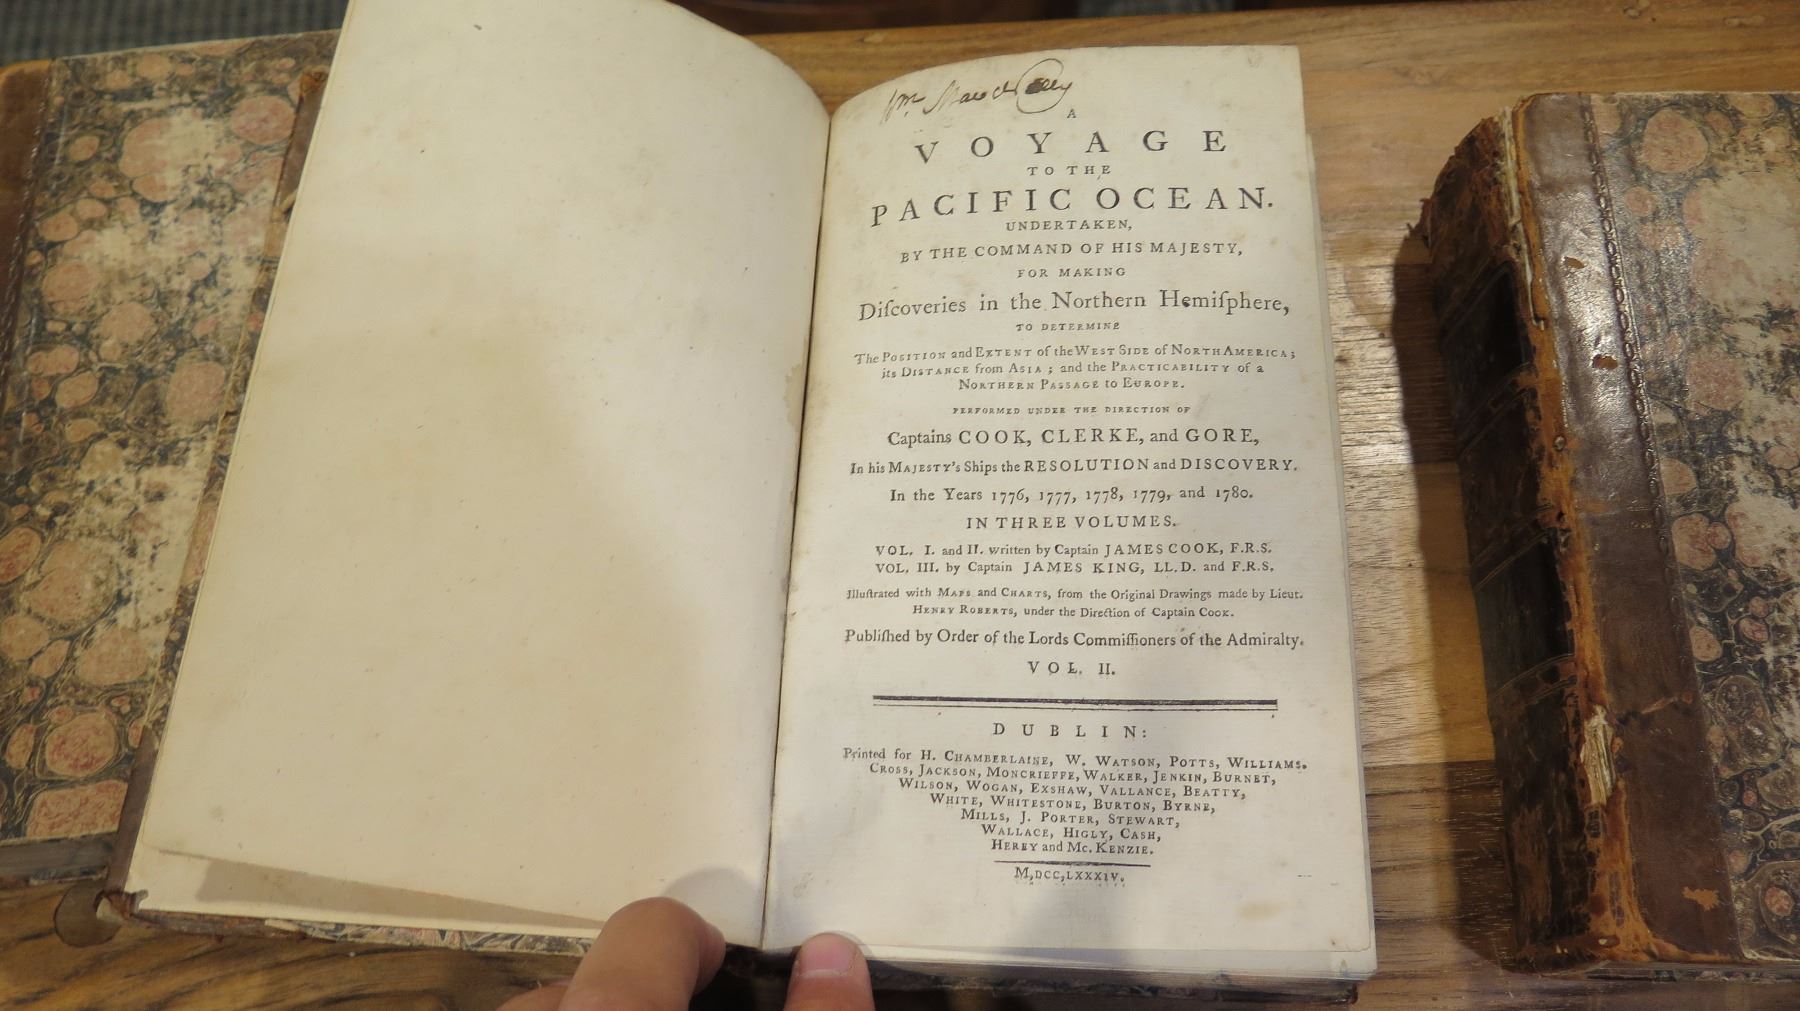 Wm.
A
VOYAGE
TO THE
PACIFIC OCEAN.
UNDERTAKEN,
BY THE COMMAND OF HIS MAJESTY,
FOR MAKING
Diſcoveries in the Northern Hemiſphere,
TO DETERMINE
The POSITION and EXTENT of the WEST SIDE of NORTH AMERICA;
its DISTANCE from ASIA; and the PRACTICABILITY of a
NORTHERN PASSAGE to EUROPE.
PERFORMED UNDER THE DIRECTION OF
Captains COOK, CLERKE, and GORE,
In his MAJESTY's Ships the RESOLUTION and DISCOVERY.
In the Years 1776, 1777, 1778, 1779, and 1780.
IN THREE VOLUMES.
VOL. I. and II. written by Captain JAMES COOK, F.R.S.
VOL. III. by Captain JAMES KING, LL.D. and F.R.S.
Illuſtrated with MAPS and CHARTS, from the Original Drawings made by Lieut.
HENRY ROBERTS, under the Direction of Captain COOK.
Publiſhed by Order of the Lords Commiſſioners of the Admiralty.
VOL. II.
DUBLIN:
Printed for H. CHAMBERLAINE, W. WATSON, POTTS, WILLIAMS,
CROSS, JACKSON, MONCRIEFFE, WALKER, JENKIN, BURNET,
WILSON, WOGAN, EXSHAW, VALLANCE, BEATTY,
WHITE, WHITESTONE, BURTON, BYRNE,
MILLS, J. PORTER, STEWART,
WALLACE, HIGLY, CASH,
HEREY and MC. KENZIE.
M,DCC,LXXXIV.